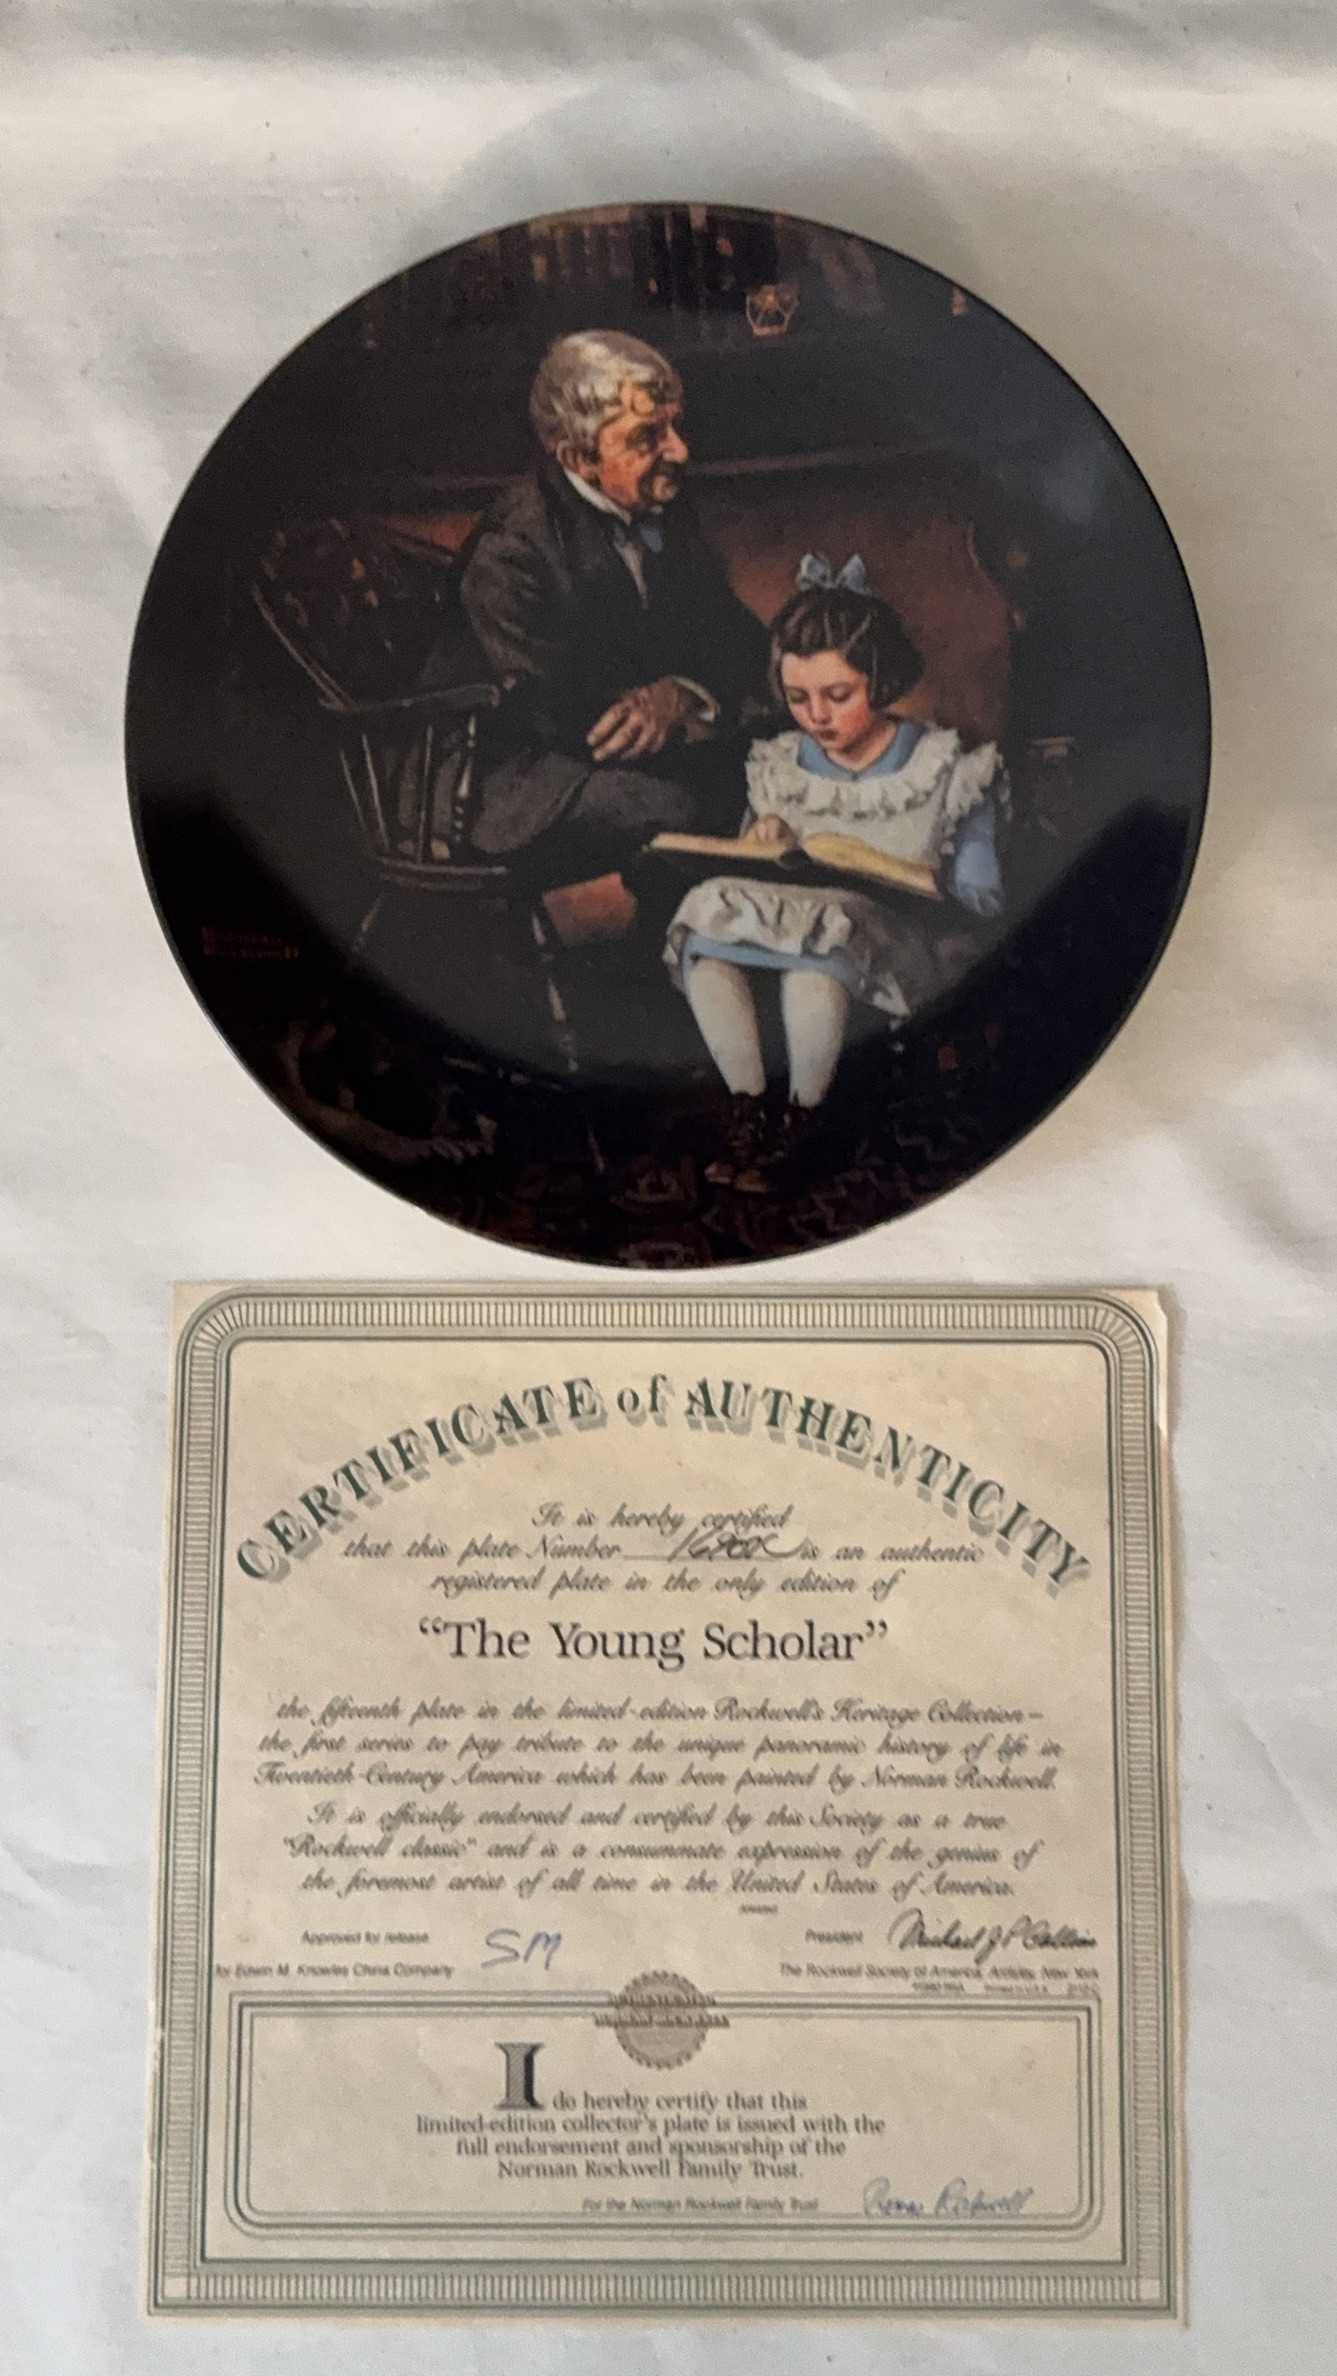 NORMAN
ROCKWELL
CERTIFICATE of AUTHENTICITY
It is hereby certified
that this plate Number is an authentic
registered plate in the only edition of
“The Young Scholar”
the fifteenth plate in the limited-edition Rockwell's Heritage Collection—
the first series to pay tribute to the unique panoramic history of life in
Twentieth-Century America which has been painted by Norman Rockwell.
It is officially endorsed and certified by this Society as a true
“Rockwell classic” and is a consummate expression of the genius of
the foremost artist of all time in the United States of America.
Attested
Approved for release SM President Michael J P Collins
for Edwin M. Knowles China Company The Rockwell Society of America, Ardsley, New York
I do hereby certify that this
limited-edition collector's plate is issued with the
full endorsement and sponsorship of the
Norman Rockwell Family Trust.
For the Norman Rockwell Family Trust Rockwell